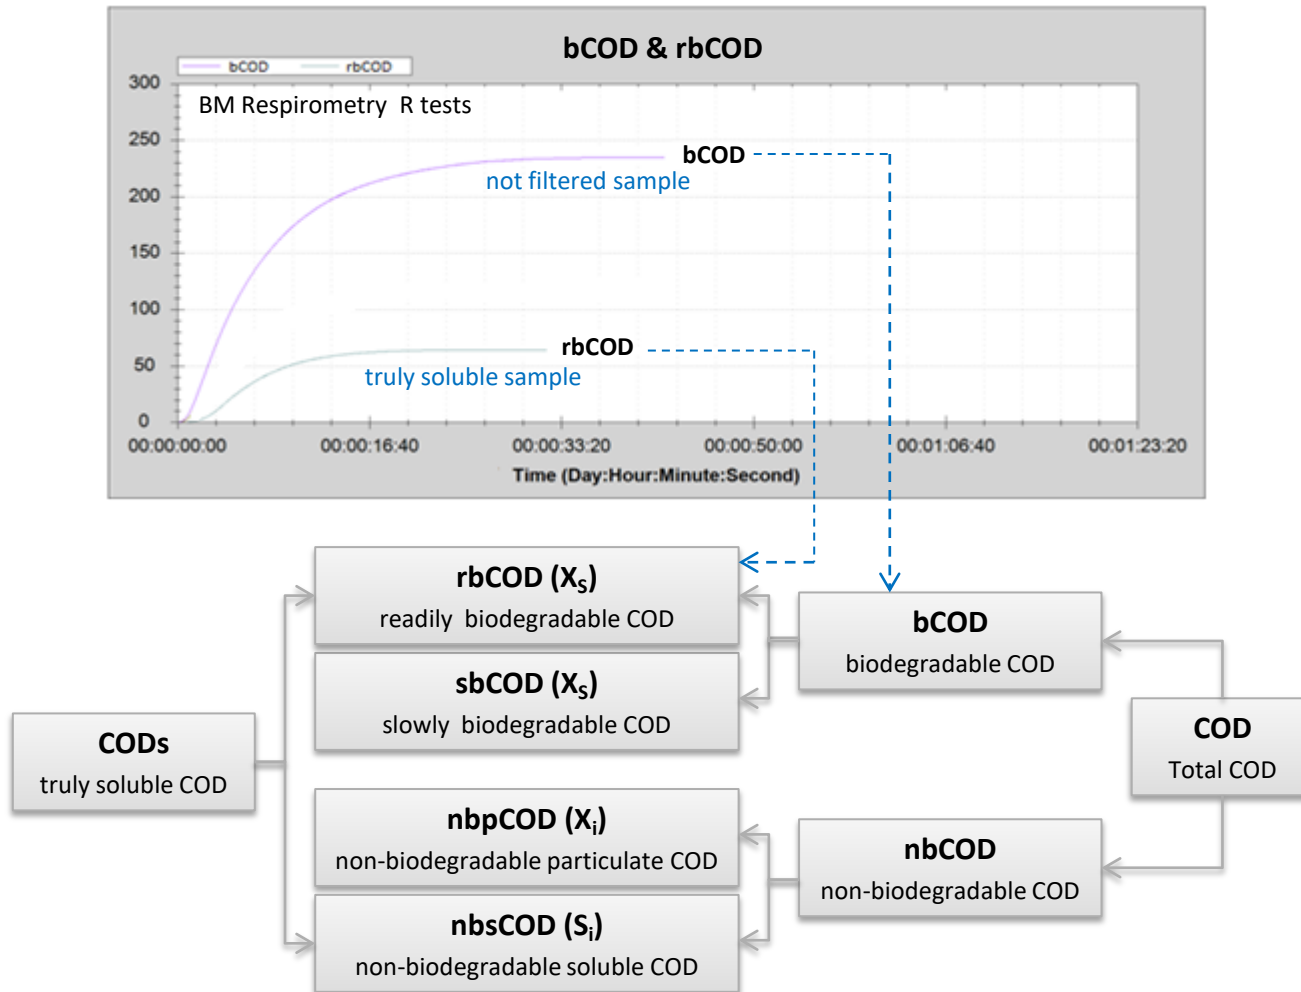 bCOD & rbCOD
bCOD rbCOD
300
BM Respirometry R tests
250
bCOD
not filtered sample
200
150
100
rbCOD
50
truly soluble sample
0
00:00:00:00 00:00:16:40 00:00:33:20 00:00:50:00 00:01:06:40 00:01:23:20
Time (Day:Hour:Minute:Second)
rbCOD (Xs)
readily biodegradable COD
bCOD
biodegradable COD
sbCOD (Xs)
slowly biodegradable COD
CODs
truly soluble COD
COD
Total COD
nbpCOD (Xi)
non-biodegradable particulate COD
nbCOD
non-biodegradable COD
nbsCOD (Si)
non-biodegradable soluble COD